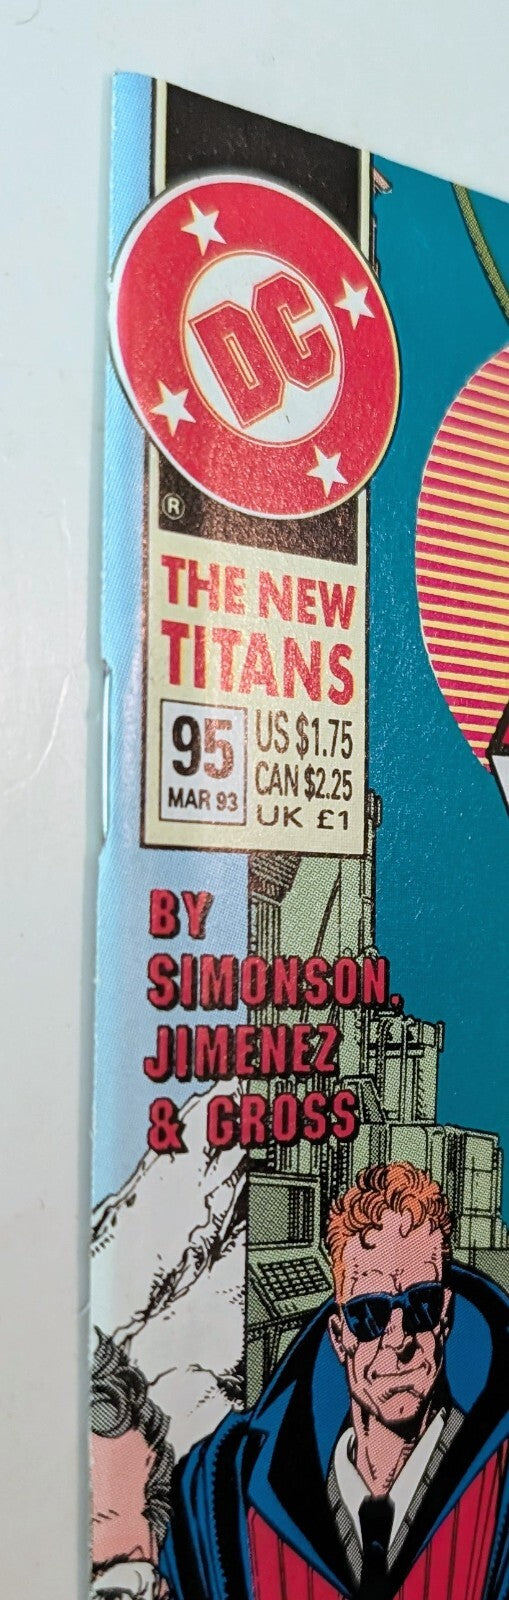 DC
®
THE NEW
TITANS
95
MAR 93
US $1.75
CAN $2.25
UK £1
BY
SIMONSON,
JIMENEZ
& GROSS